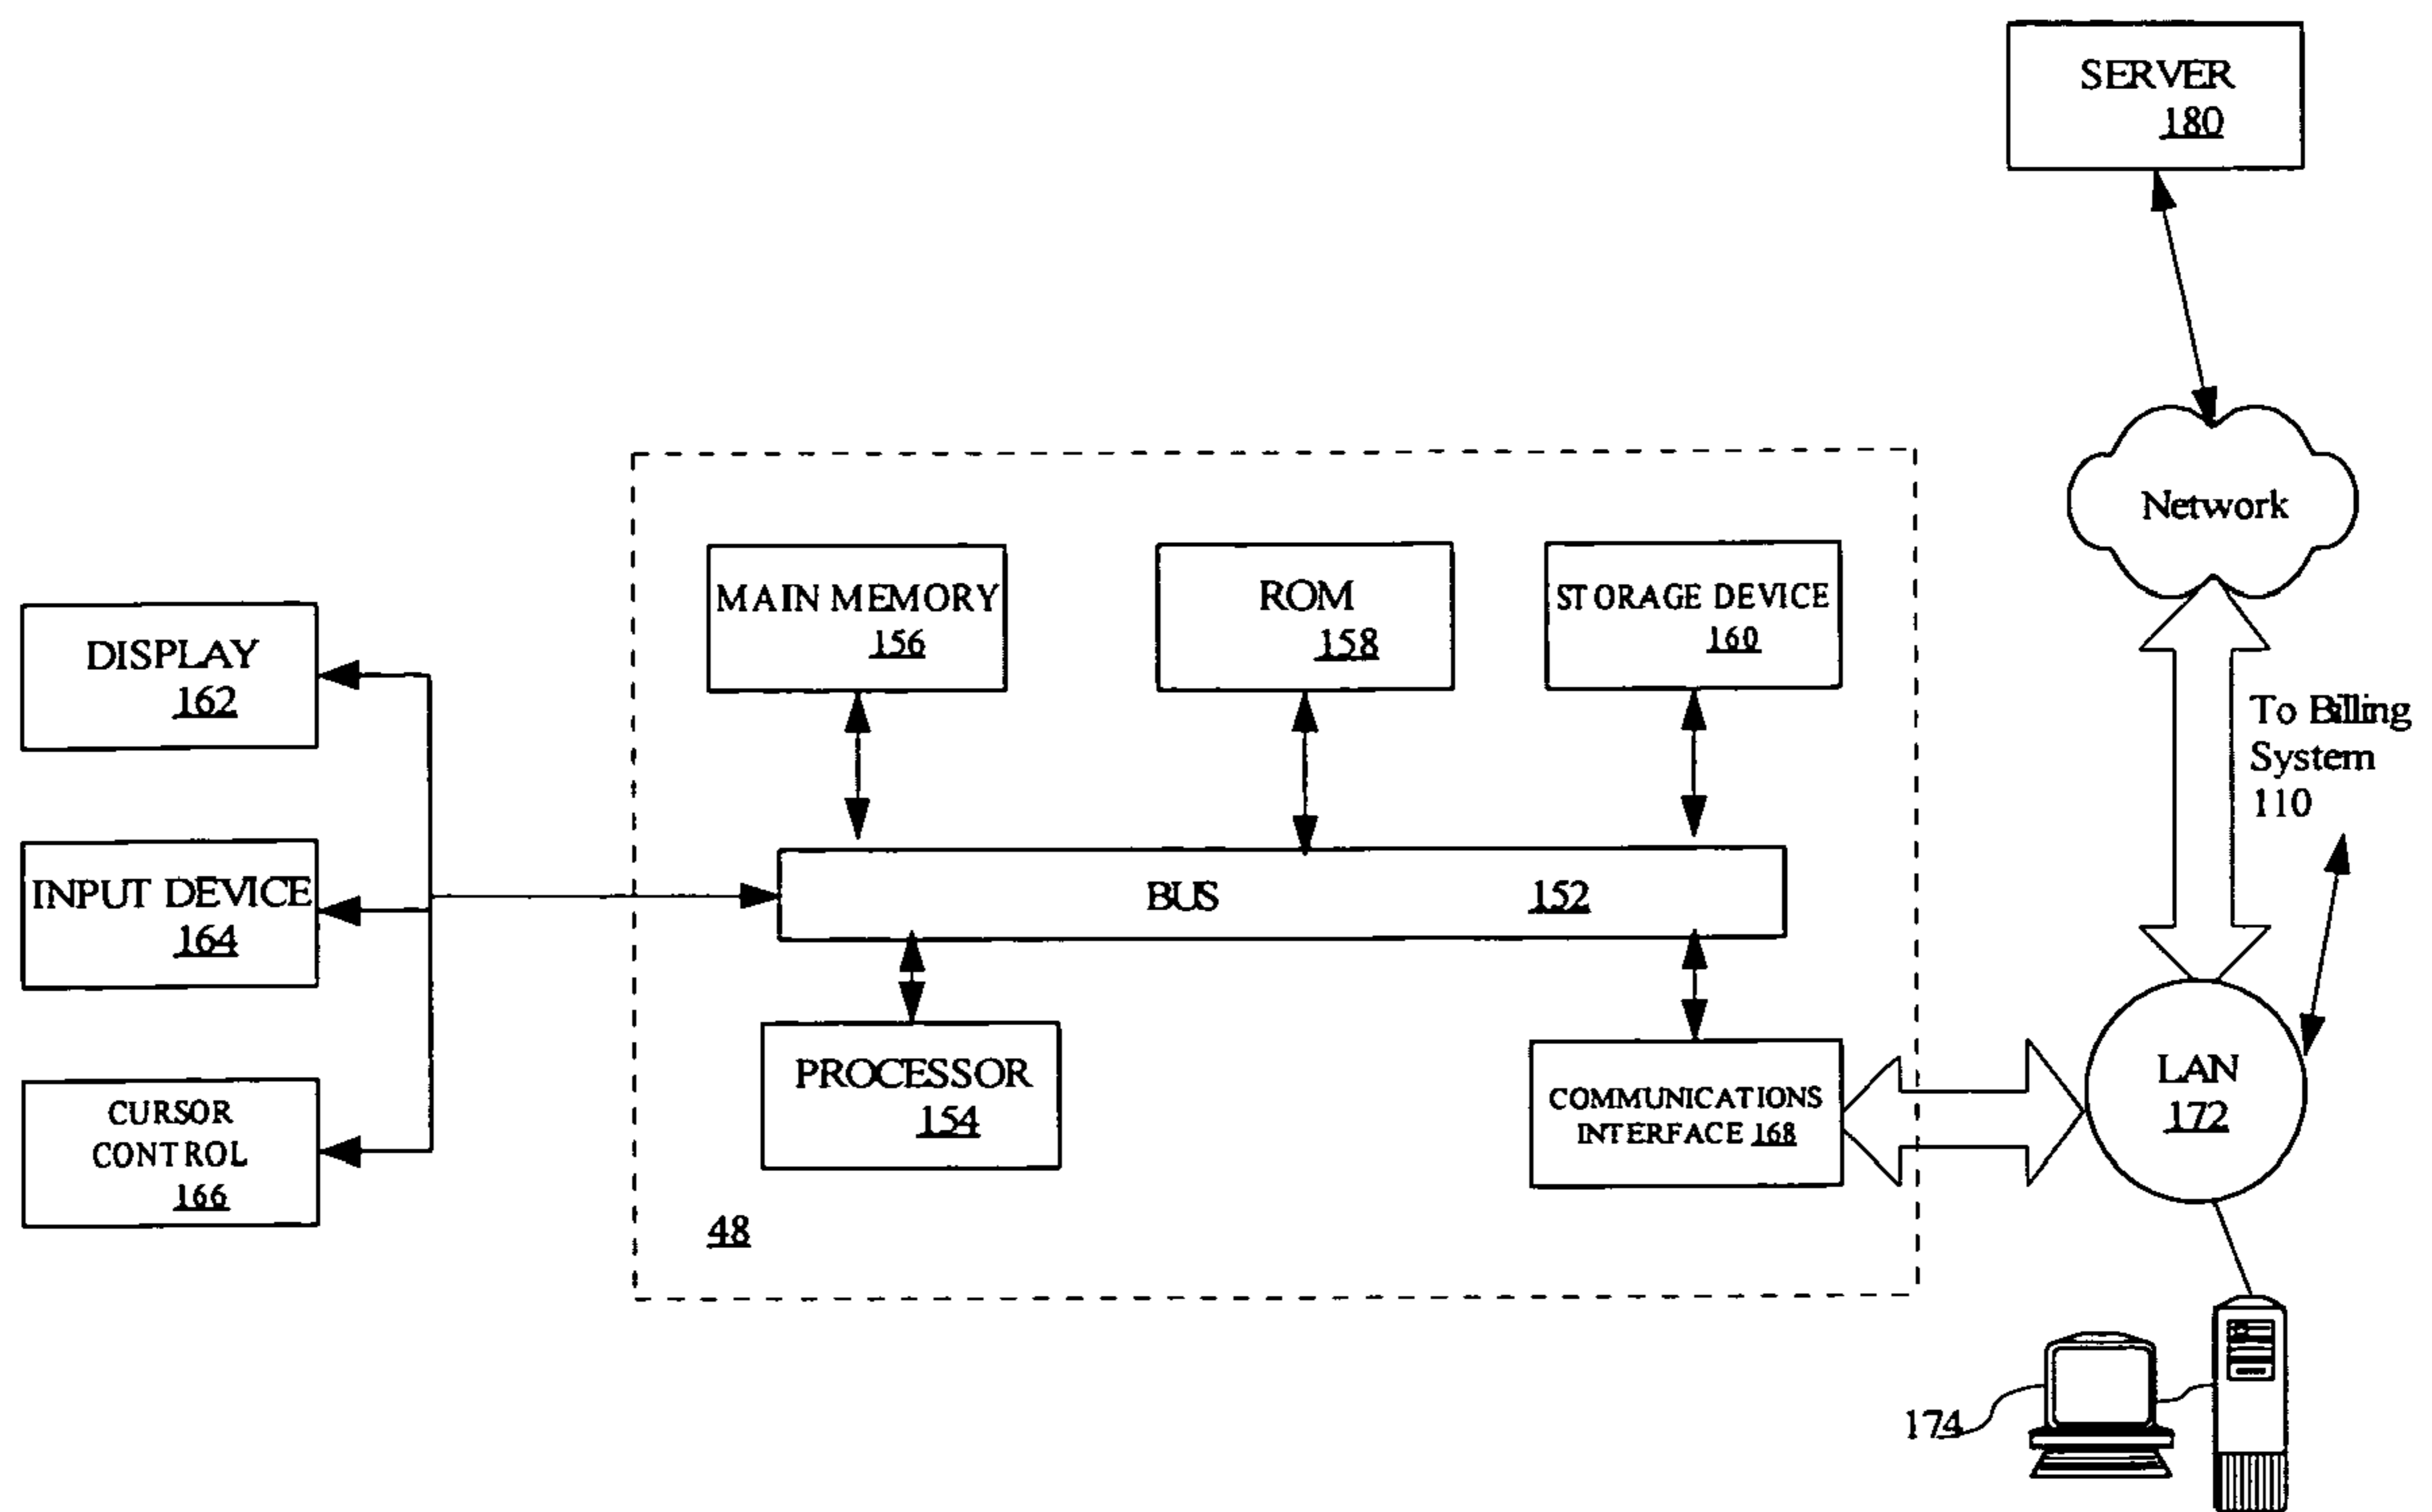 SERVER
180
Network
MAIN MEMORY
156
ROM
158
STORAGE DEVICE
160
DISPLAY
162
To Billing
System
110
INPUT DEVICE
164
BUS 152
PROCESSOR
154
COMMUNICATIONS
INTERFACE 168
LAN
172
CURSOR
CONTROL
166
48
174